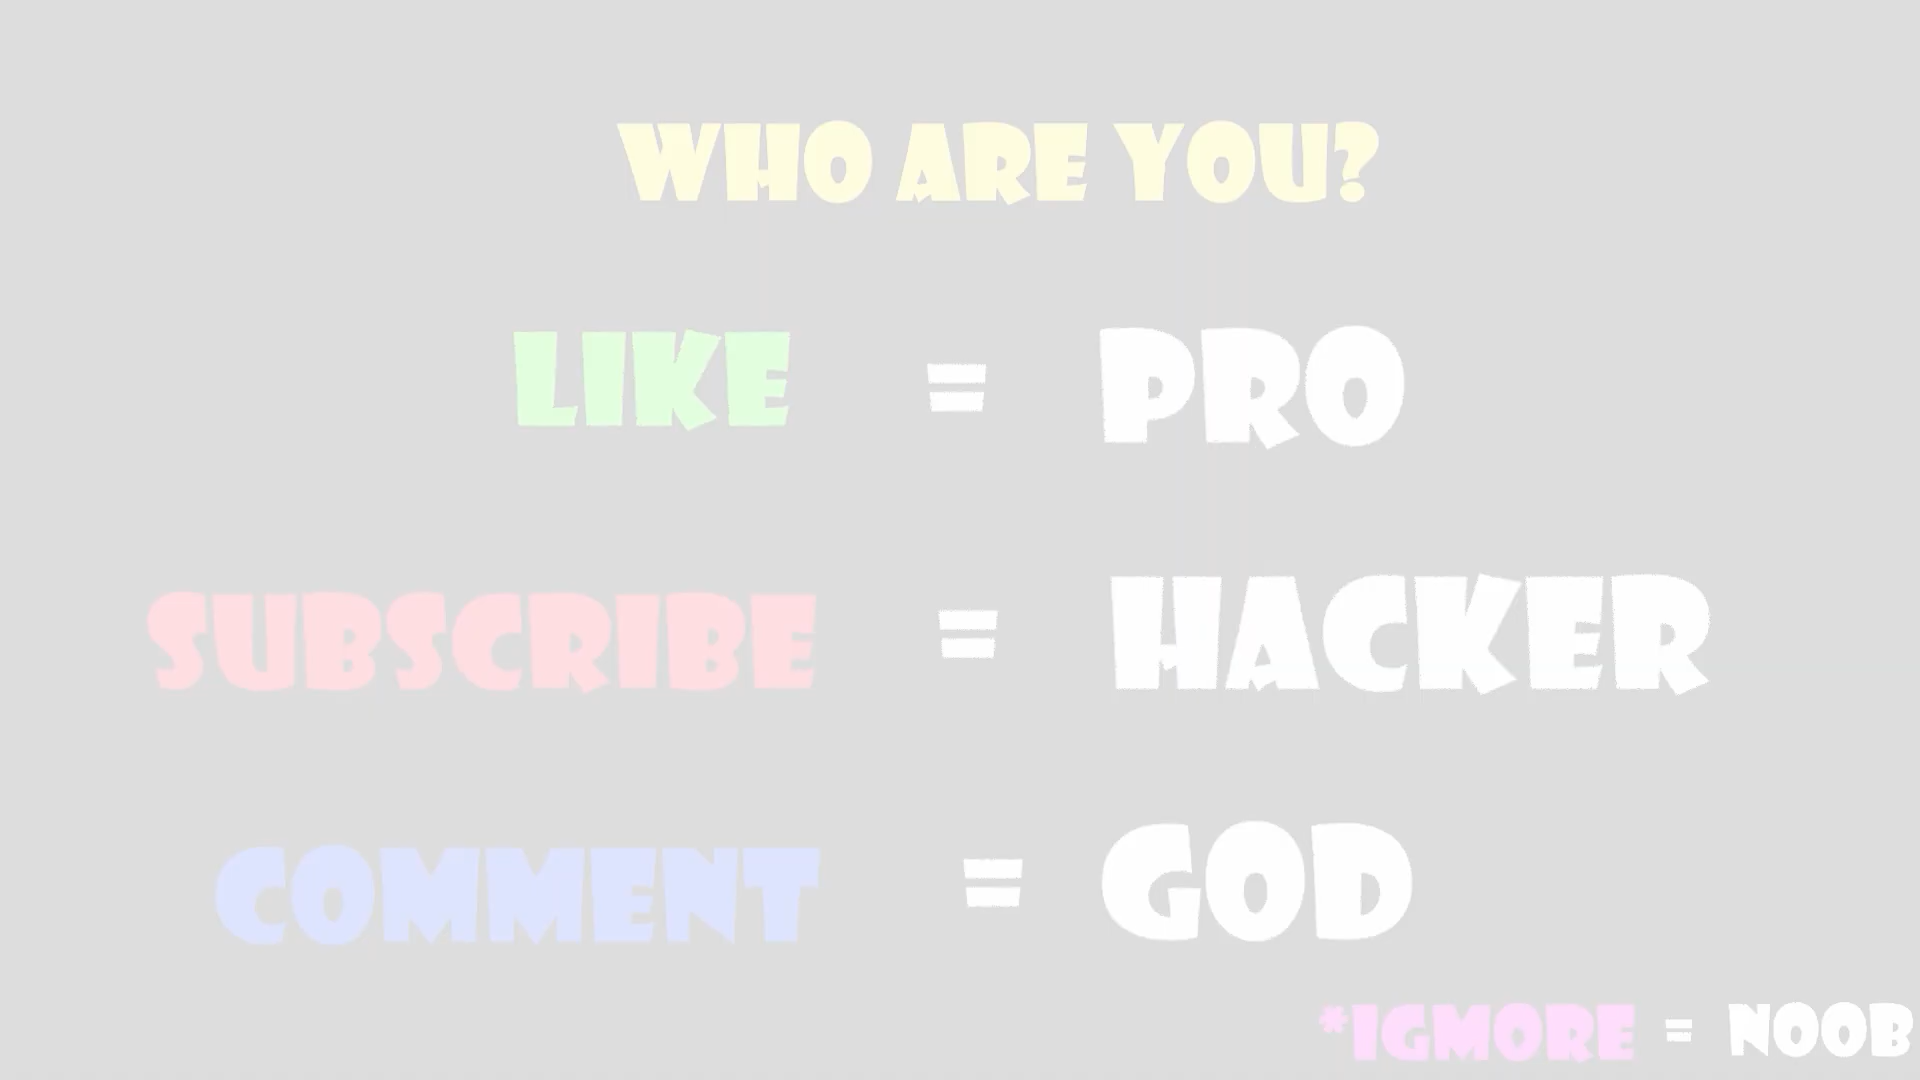 WHO ARE YOU?
LIKE = PRO
SUBSCRIBE = HACKER
COMMENT = GOD
*IGMORE = NOOB